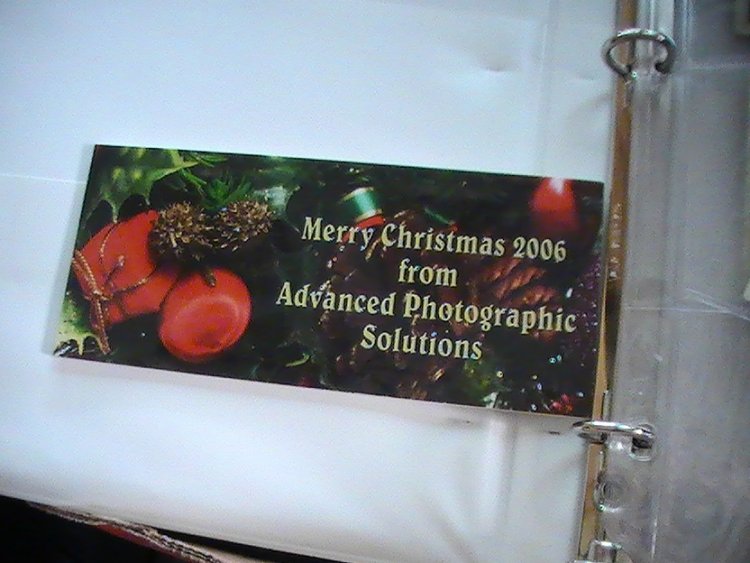 Merry Christmas 2006
from
Advanced Photographic
Solutions